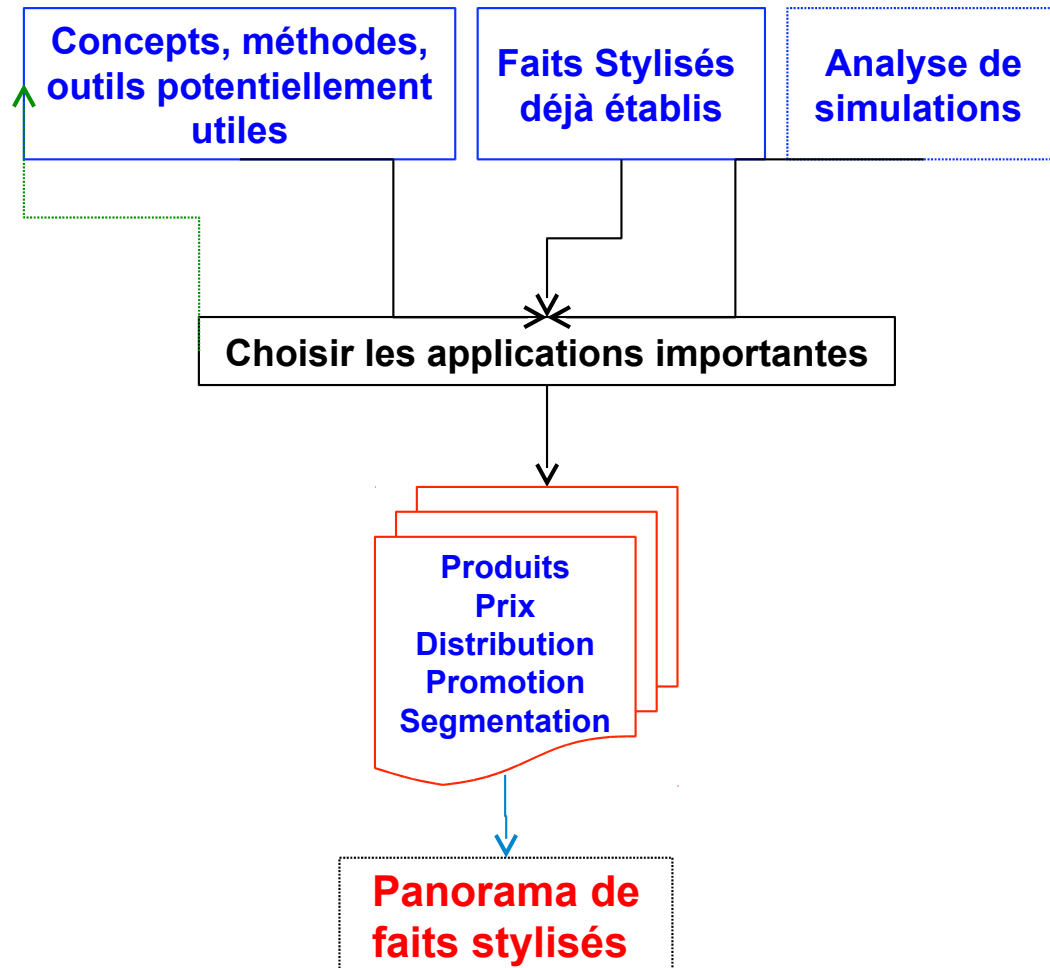 Concepts, méthodes,
outils potentiellement
utiles
Faits Stylisés
déjà établis
Analyse de
simulations
Choisir les applications importantes
Produits
Prix
Distribution
Promotion
Segmentation
Panorama de
faits stylisés